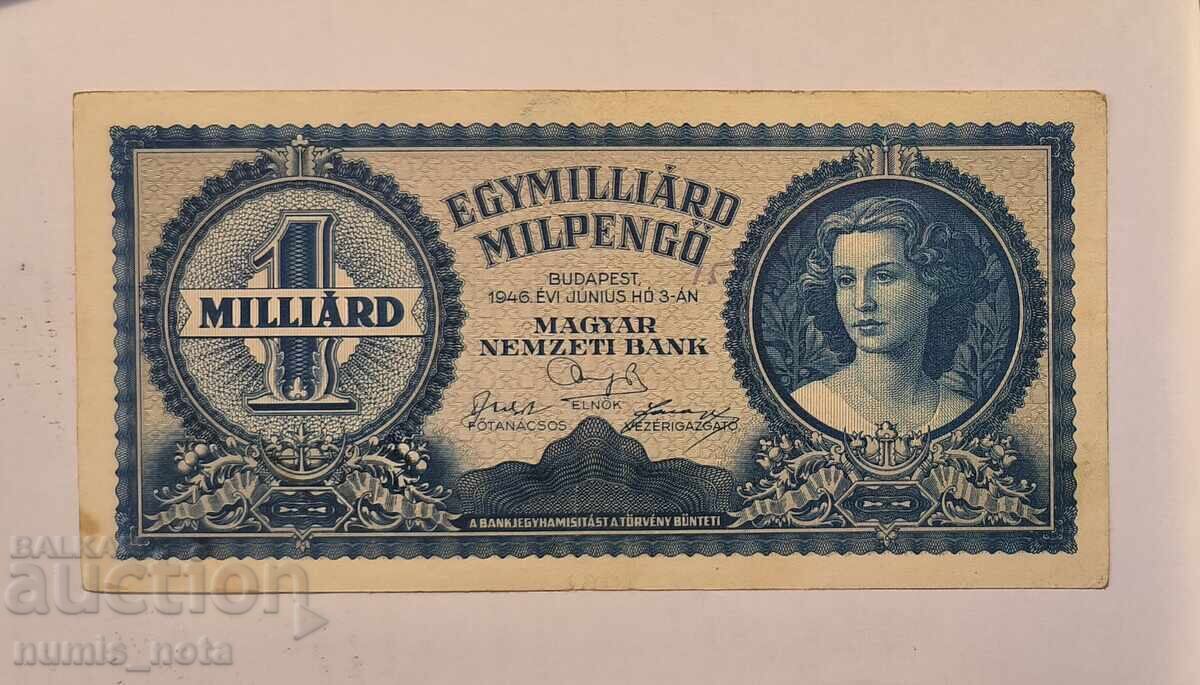 EGYMILLIÁRD
MILPENGŐ
BUDAPEST,
1946. ÉVI JÚNIUS HÓ 3-ÁN
MAGYAR
NEMZETI BANK
ELNÖK
FŐTANÁCSOS VEZÉRIGAZGATÓ
1
MILLIÁRD
A BANKJEGYHAMISITÁST A TÖRVÉNY BÜNTETI
BALKAN
auction
numis_nota